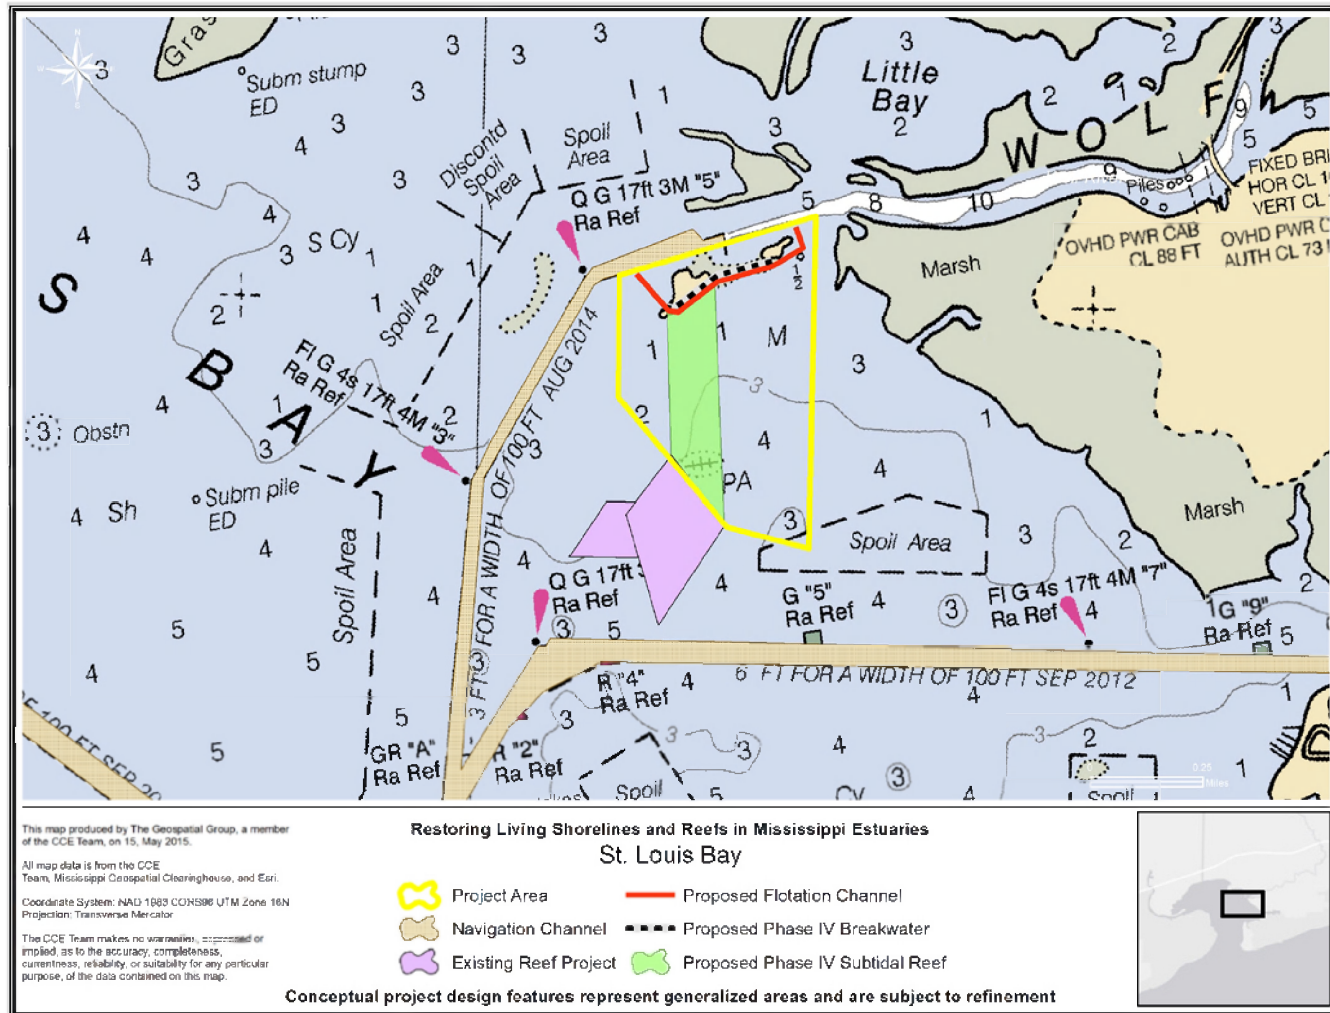 Gras
Subm stump
ED
Little
Bay
WOLF
Spoil
Area
Discontd
Spoil
Area
Q G 17ft 3M "5"
Ra Ref
S Cy
Spoil Area
Fl G 4s 17ft 4M "3"
Ra Ref
S
BAY
Obstn
Sh
Subm pile
ED
Spoil Area
3 FT FOR A WIDTH OF 100 FT AUG 2014
Piles
FIXED BRI
HOR CL
VERT CL
OVHD PWR CAB
CL 88 FT
OVHD PWR
AUTH CL 73
Marsh
M
PA
Marsh
Spoil Area
Q G 17ft
Ra Ref
G "5"
Ra Ref
Fl G 4s 17ft 4M "7"
Ra Ref
G "9"
Ra Ref
6 FT FOR A WIDTH OF 100 FT SEP 2012
R "4"
Ra Ref
GR "A"
Ra Ref
R "2"
Ra Ref
100 FT SEP 20
Spoil
Cy
Spoil
0.25
Miles
This map produced by The Geospatial Group, a member
of the CCE Team, on 15, May 2015.
All map data is from the CCE
Team, Mississippi Geospatial Clearinghouse, and Esri.
Coordinate System: NAD 1983 CORS96 UTM Zone 16N
Projection: Transverse Mercator
The CCE Team makes no warranties, expressed or
implied, as to the accuracy, completeness,
currentness, reliability, or suitability for any particular
purpose, of the data contained on this map.
Restoring Living Shorelines and Reefs in Mississippi Estuaries
St. Louis Bay
Project Area
Proposed Flotation Channel
Navigation Channel
Proposed Phase IV Breakwater
Existing Reef Project
Proposed Phase IV Subtidal Reef
Conceptual project design features represent generalized areas and are subject to refinement